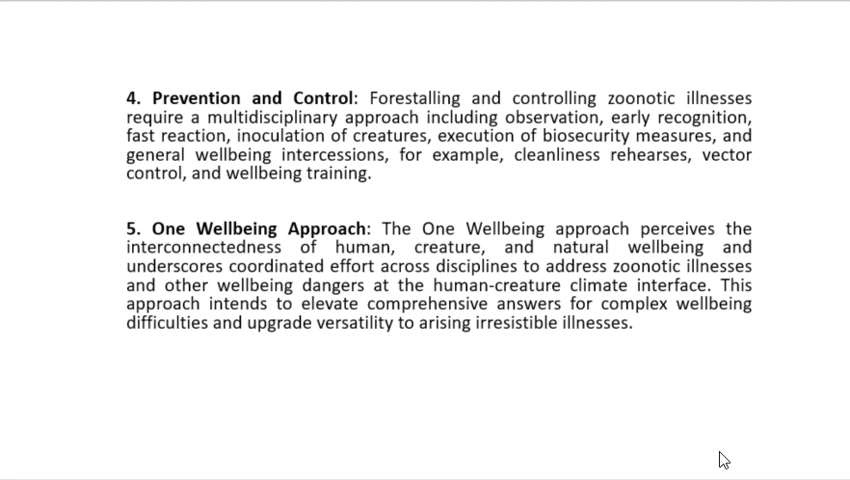 4. Prevention and Control: Forestalling and controlling zoonotic illnesses
require a multidisciplinary approach including observation, early recognition,
fast reaction, inoculation of creatures, execution of biosecurity measures, and
general wellbeing intercessions, for example, cleanliness rehearses, vector
control, and wellbeing training.
5. One Wellbeing Approach: The One Wellbeing approach perceives the
interconnectedness of human, creature, and natural wellbeing and
underscores coordinated effort across disciplines to address zoonotic illnesses
and other wellbeing dangers at the human-creature climate interface. This
approach intends to elevate comprehensive answers for complex wellbeing
difficulties and upgrade versatility to arising irresistible illnesses.